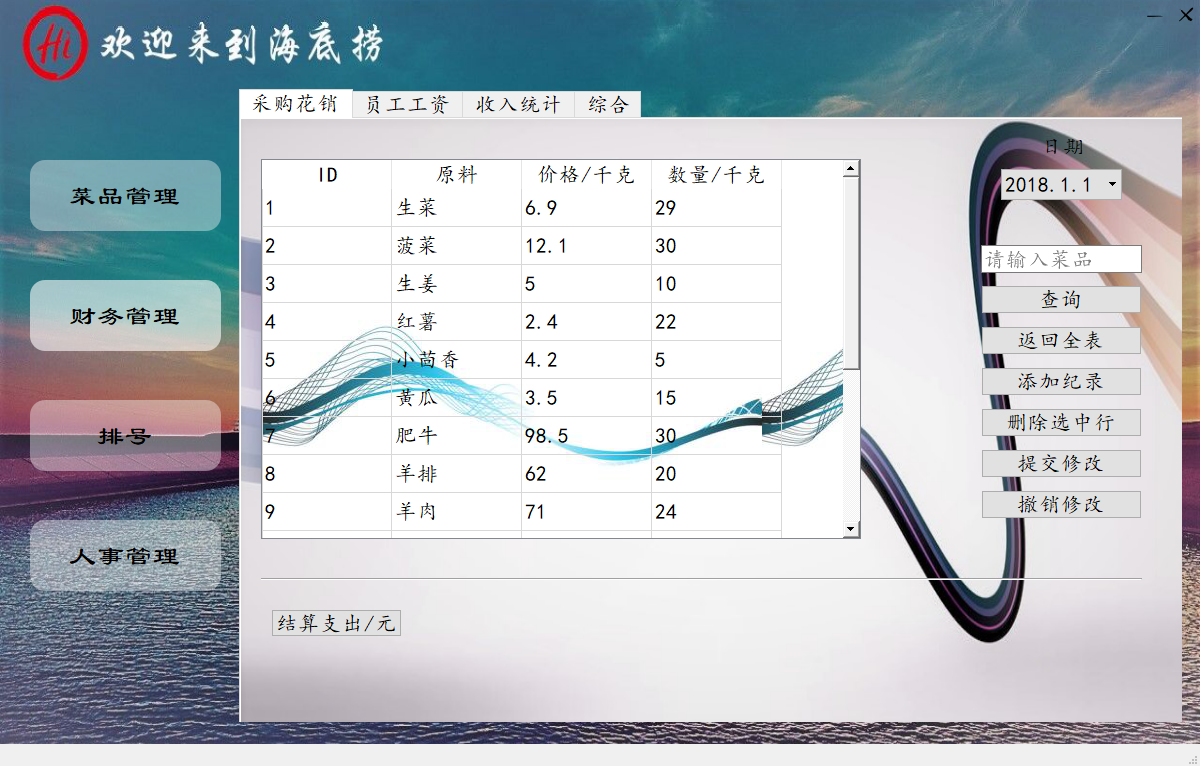 Hi 欢迎来到海底捞
采购花销 员工工资 收入统计 综合
菜品管理
财务管理
排号
人事管理
ID 原料 价格/千克 数量/千克
1 生菜 6.9 29
2 菠菜 12.1 30
3 生姜 5 10
4 红薯 2.4 22
5 小茴香 4.2 5
6 黄瓜 3.5 15
7 肥牛 98.5 30
8 羊排 62 20
9 羊肉 71 24
日期
2018.1.1
请输入菜品
查询
返回全表
添加纪录
删除选中行
提交修改
撤销修改
结算支出/元